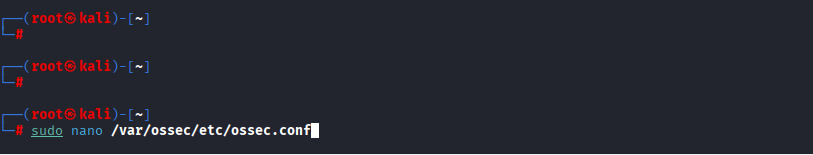 ┌──(root㉿kali)-[~]
└─#
┌──(root㉿kali)-[~]
└─#
┌──(root㉿kali)-[~]
└─# sudo nano /var/ossec/etc/ossec.conf